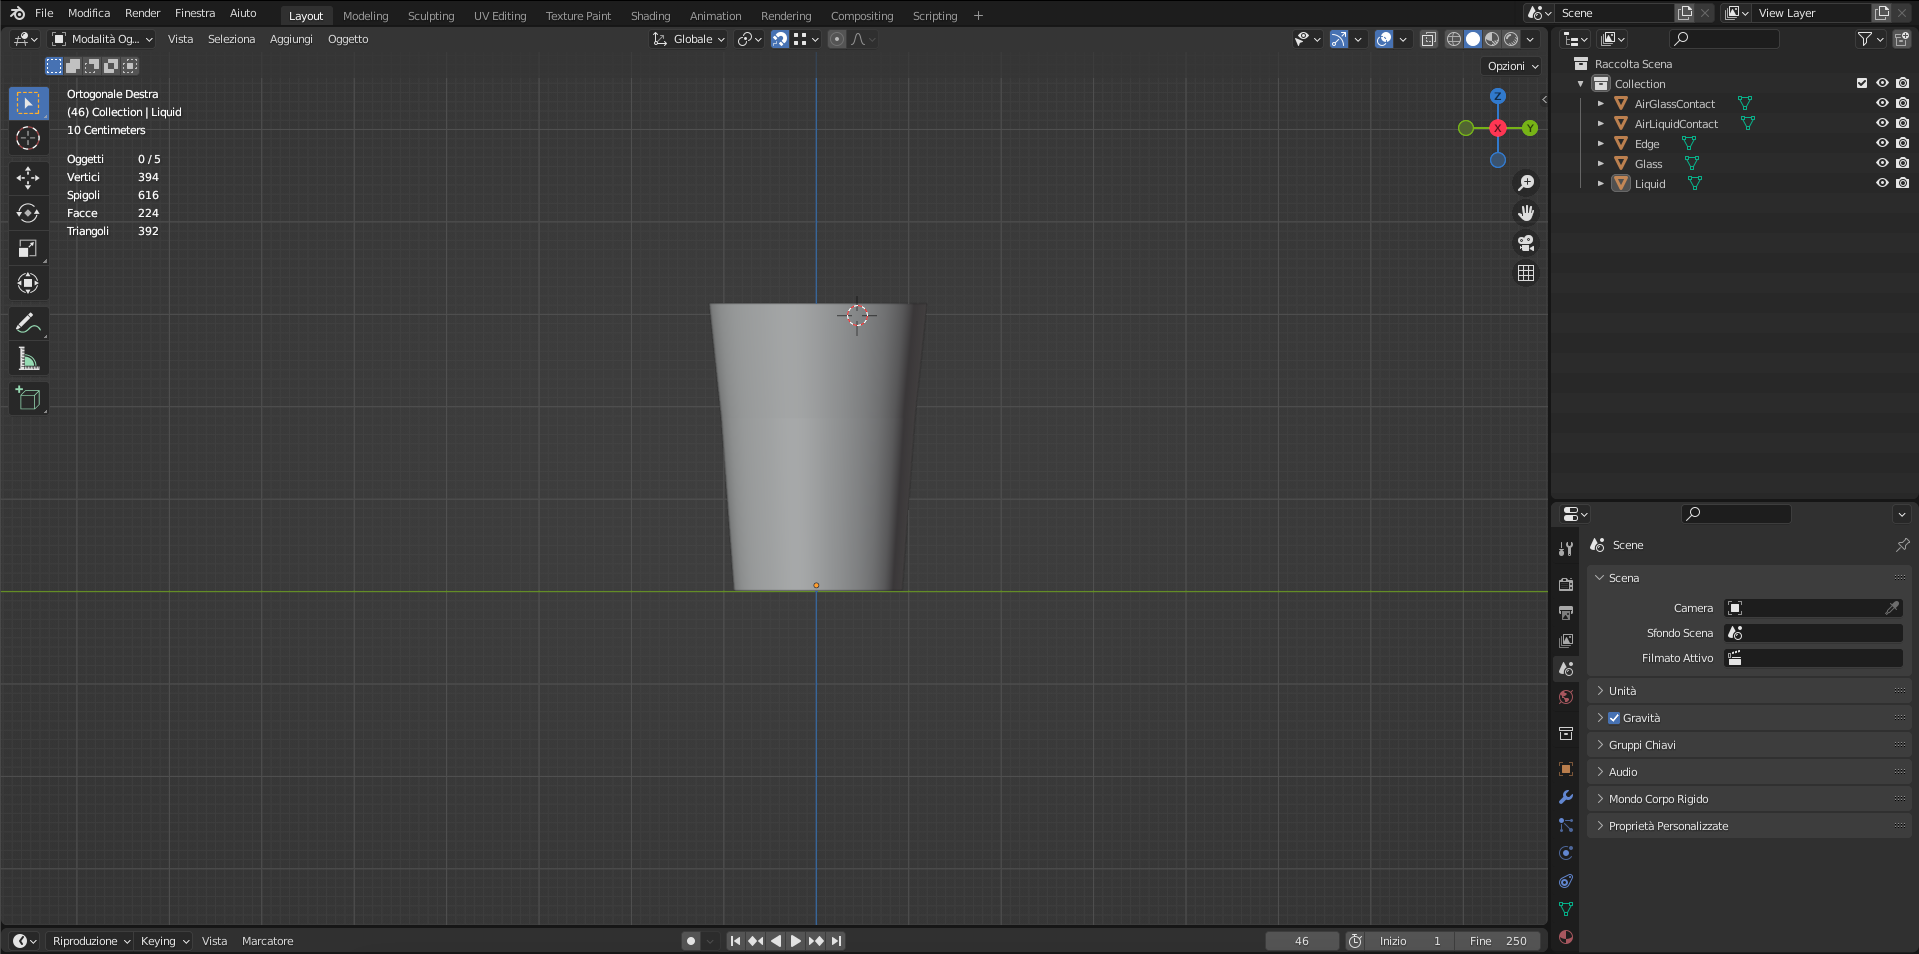 File Modifica Render Finestra Aiuto Layout Modeling Sculpting UV Editing Texture Paint Shading Animation Rendering Compositing Scripting + Scene View Layer
Modalità Og... Vista Seleziona Aggiungi Oggetto Globale
Opzioni
Ortogonale Destra
(46) Collection | Liquid
10 Centimeters
Oggetti 0 / 5
Vertici 394
Spigoli 616
Facce 224
Triangoli 392
Z
X
Y
Raccolta Scena
Collection
AirGlassContact
AirLiquidContact
Edge
Glass
Liquid
Scene
Scena
Camera
Sfondo Scena
Filmato Attivo
Unità
Gravità
Gruppi Chiavi
Audio
Mondo Corpo Rigido
Proprietà Personalizzate
Riproduzione Keying Vista Marcatore 46 Inizio 1 Fine 250